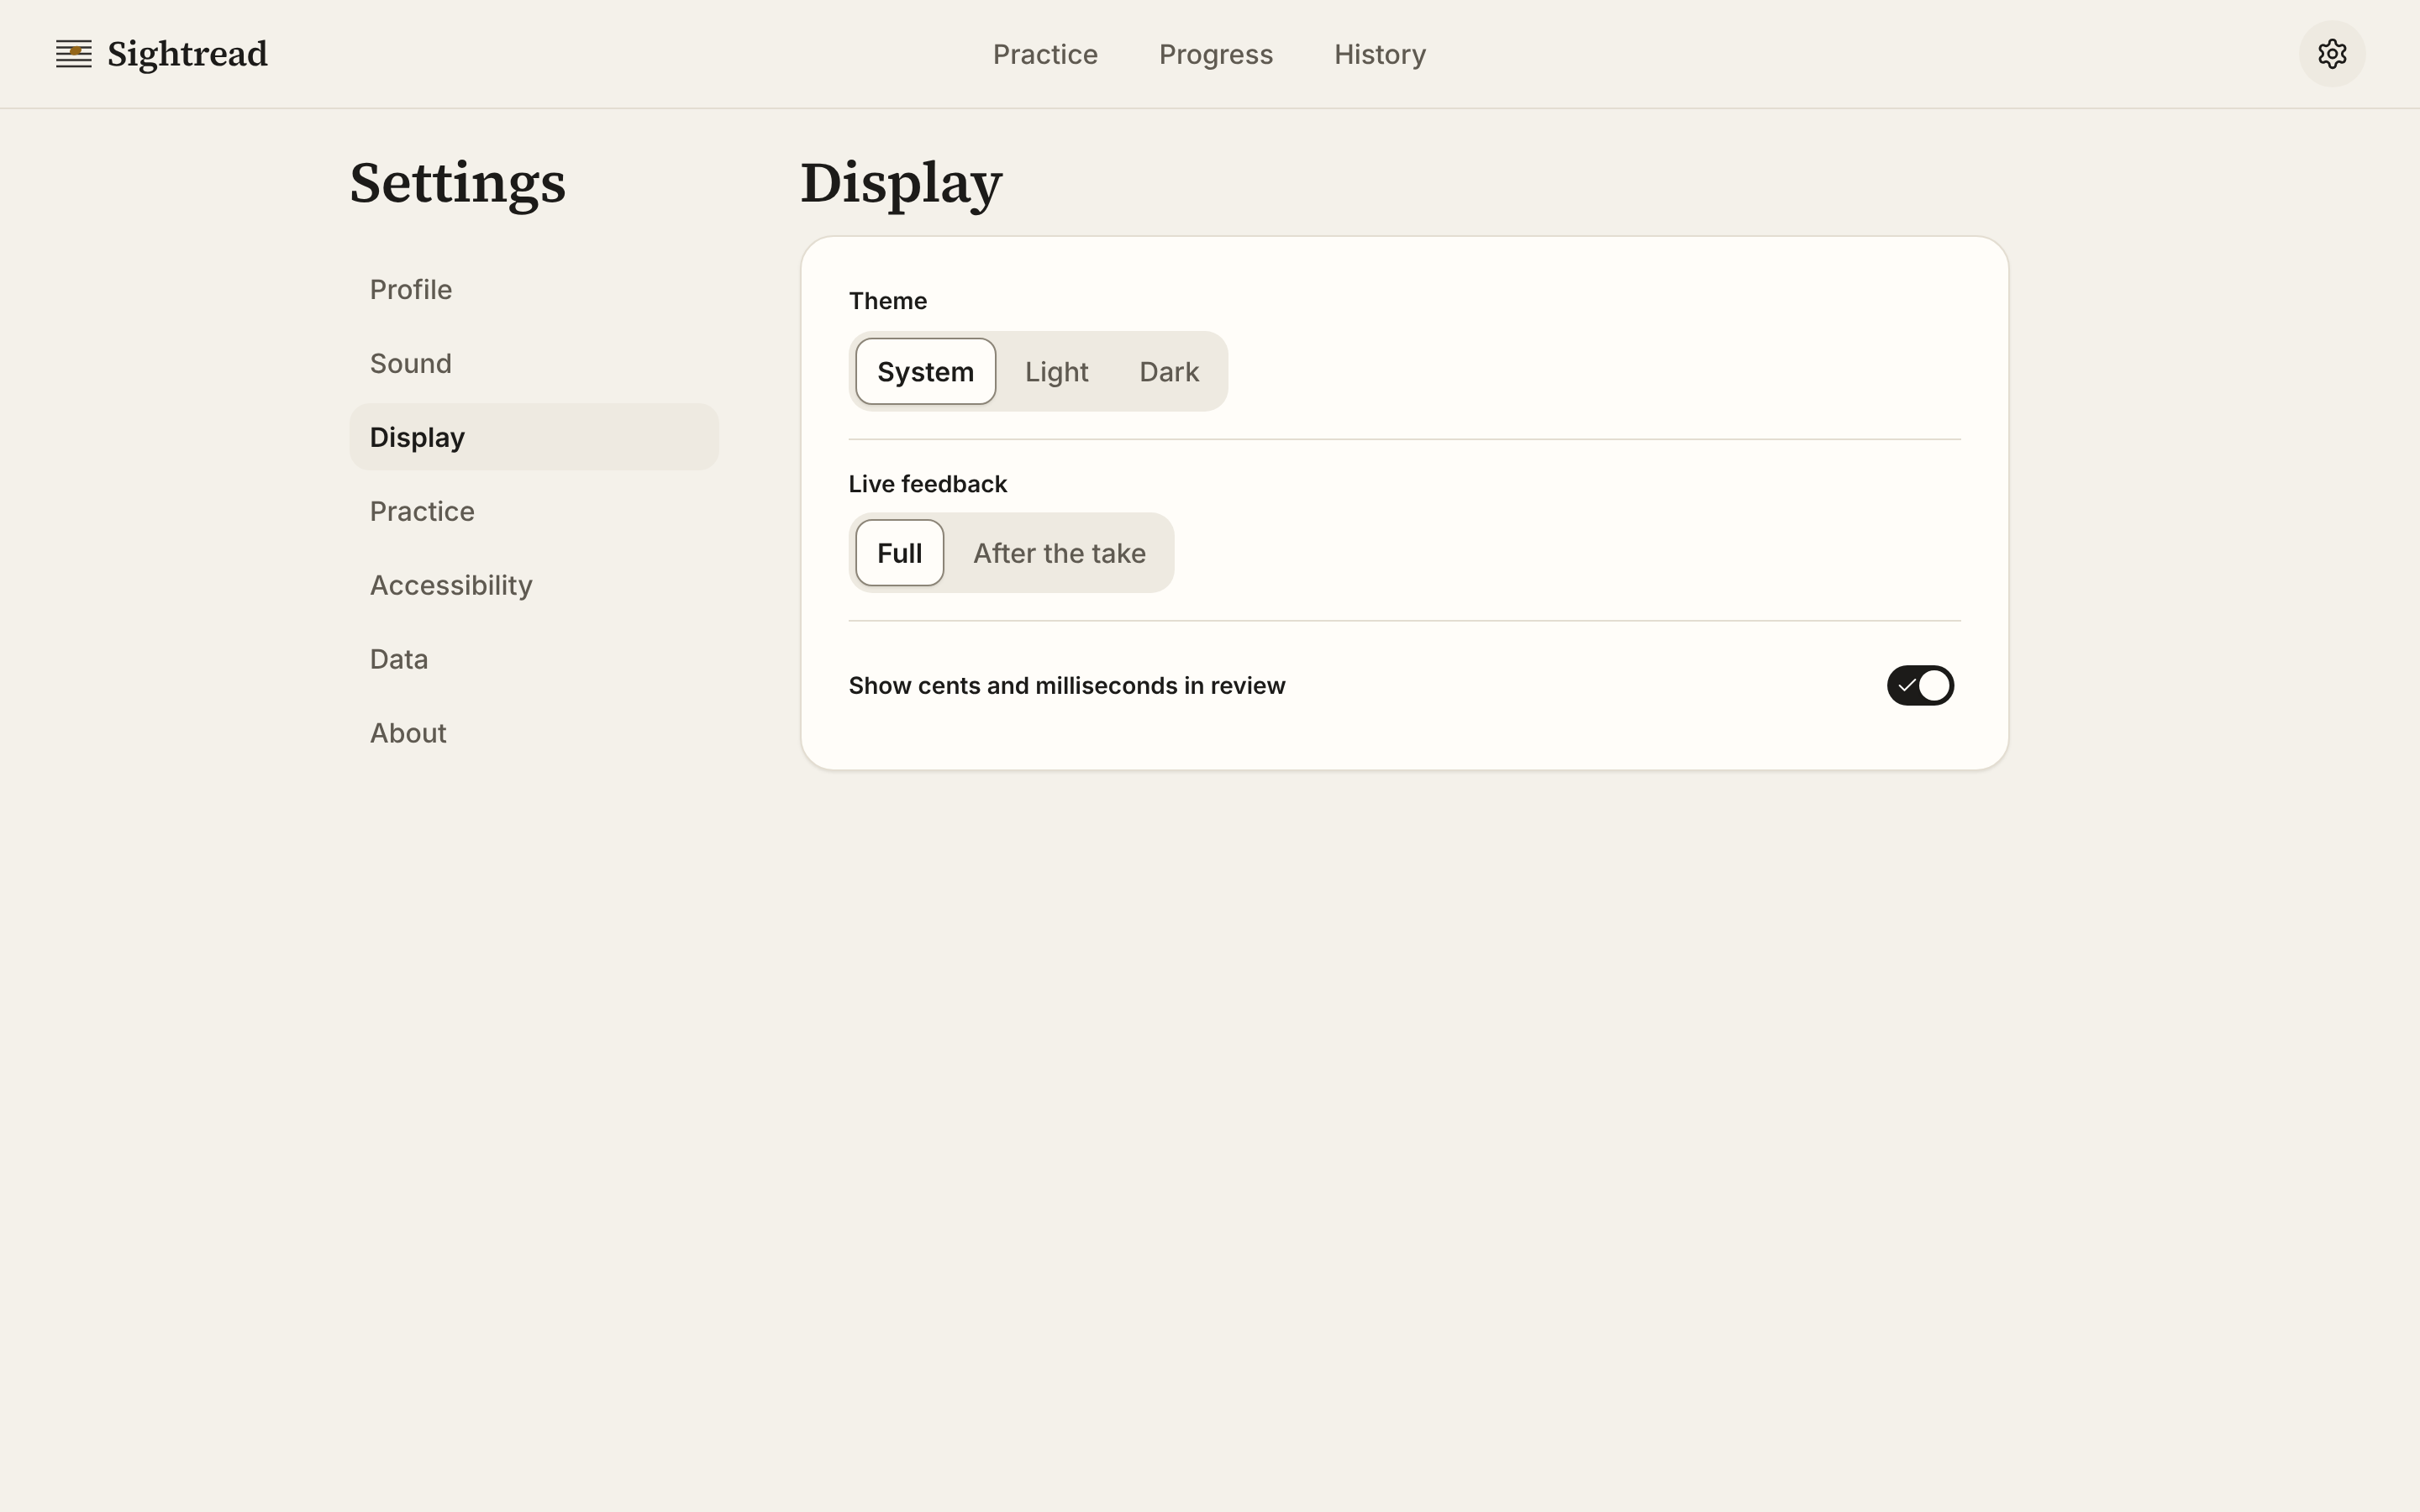 Sightread
Practice Progress History
Settings
Profile
Sound
Display
Practice
Accessibility
Data
About
Display
Theme
System Light Dark
Live feedback
Full After the take
Show cents and milliseconds in review